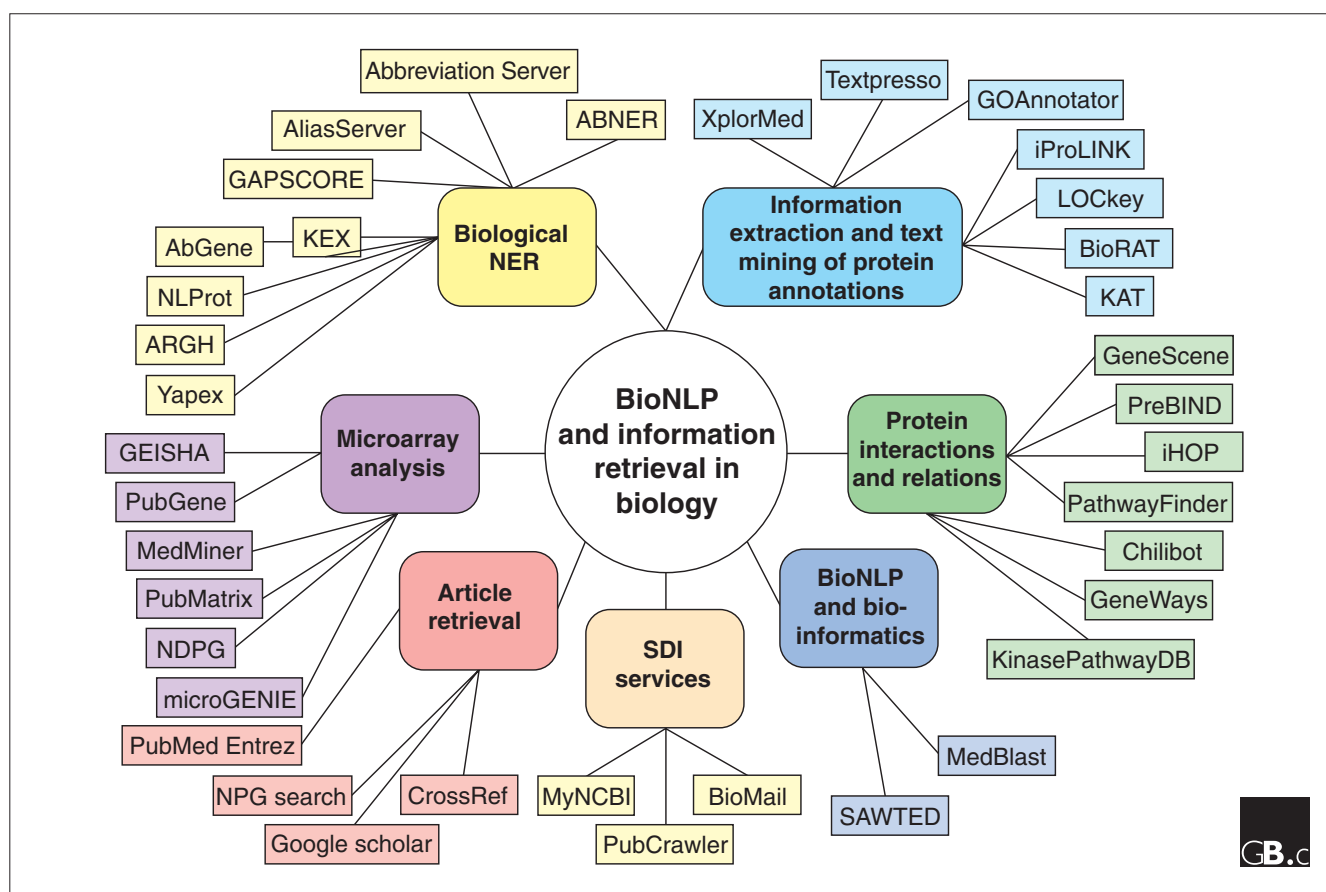 Abbreviation Server
AliasServer
ABNER
GAPSCORE
AbGene
KEX
NLProt
ARGH
Yapex
Biological
NER
Textpresso
XplorMed
GOAnnotator
iProLINK
LOCkey
BioRAT
KAT
Information
extraction and text
mining of protein
annotations
BioNLP
and information
retrieval in
biology
Microarray
analysis
GEISHA
PubGene
MedMiner
PubMatrix
NDPG
microGENIE
Protein
interactions
and relations
GeneScene
PreBIND
iHOP
PathwayFinder
Chilibot
GeneWays
KinasePathwayDB
Article
retrieval
PubMed Entrez
NPG search
Google scholar
CrossRef
SDI
services
MyNCBI
PubCrawler
BioMail
BioNLP
and bio-
informatics
MedBlast
SAWTED
GB.c